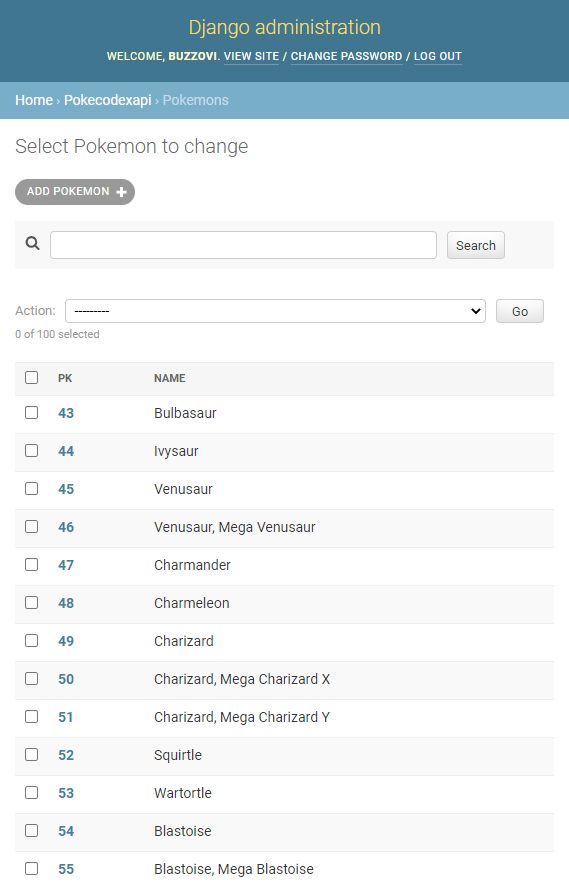 Django administration
WELCOME, BUZZOVI. VIEW SITE / CHANGE PASSWORD / LOG OUT
Home › Pokecodexapi › Pokemons
Select Pokemon to change
ADD POKEMON +
Search
Action: --------- Go
0 of 100 selected
PK NAME
43 Bulbasaur
44 Ivysaur
45 Venusaur
46 Venusaur, Mega Venusaur
47 Charmander
48 Charmeleon
49 Charizard
50 Charizard, Mega Charizard X
51 Charizard, Mega Charizard Y
52 Squirtle
53 Wartortle
54 Blastoise
55 Blastoise, Mega Blastoise